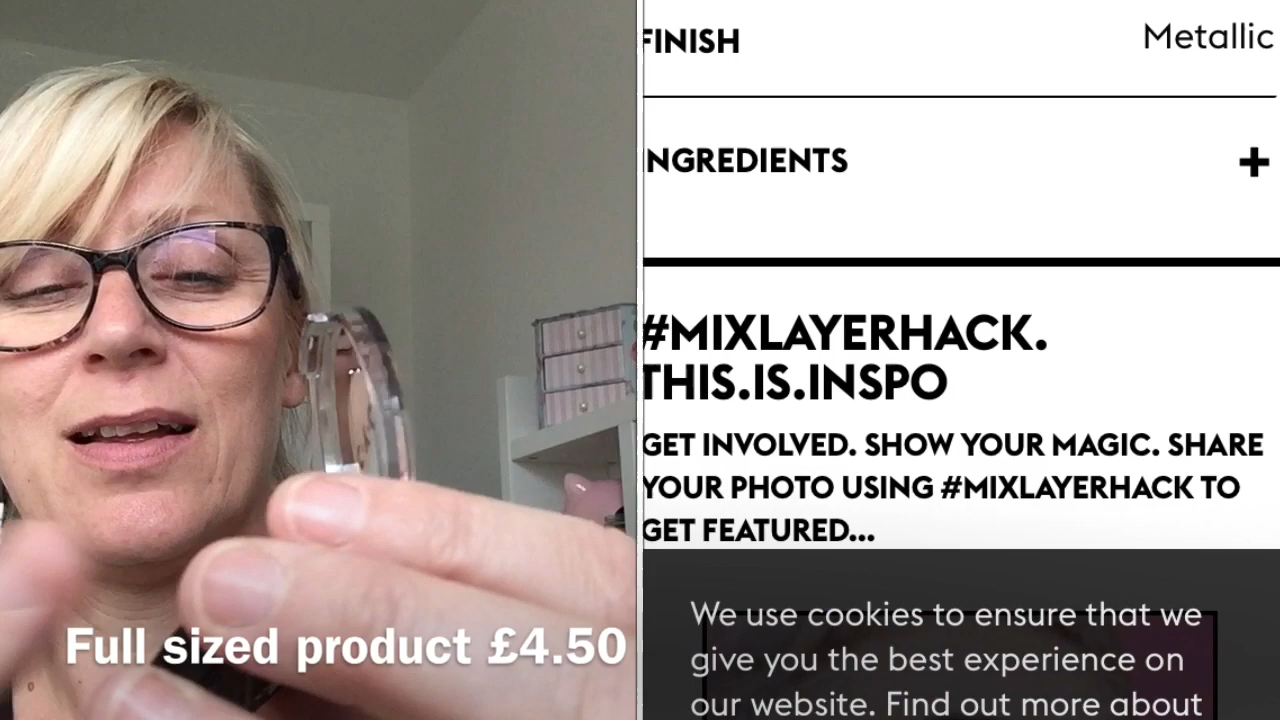 Full sized product £4.50
FINISH
Metallic
INGREDIENTS
#MIXLAYERHACK.
THIS.IS.INSPO
GET INVOLVED. SHOW YOUR MAGIC. SHARE
YOUR PHOTO USING #MIXLAYERHACK TO
GET FEATURED...
We use cookies to ensure that we
give you the best experience on
our website. Find out more about